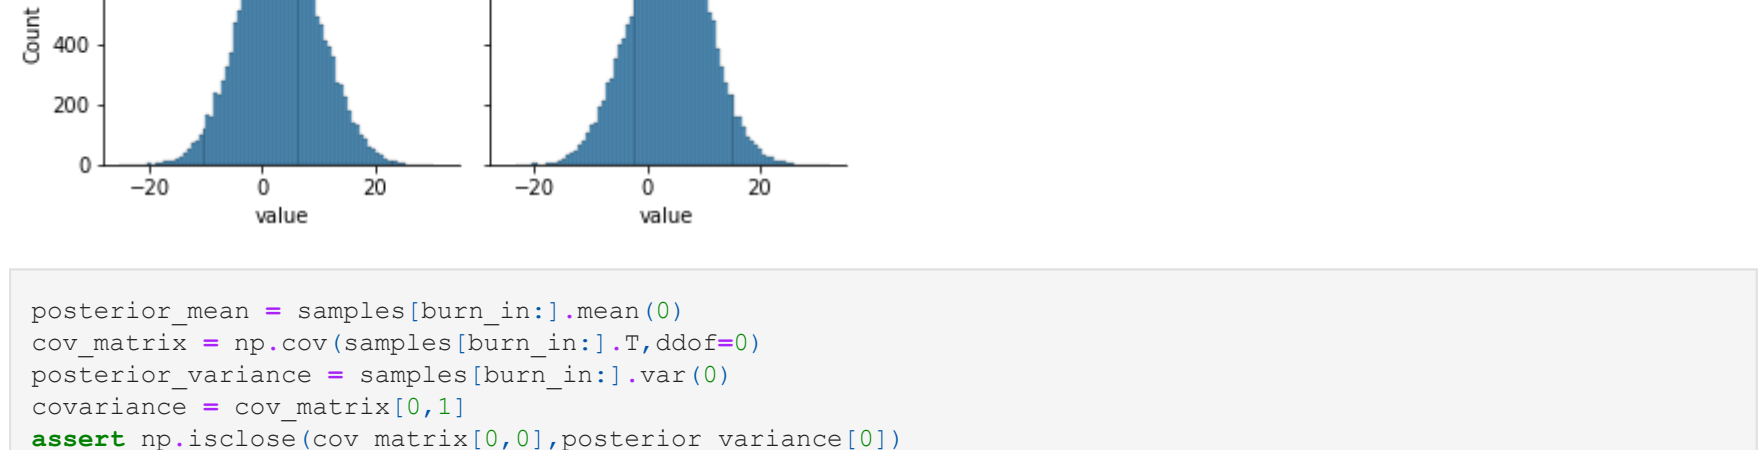 Count
400
200
0
−20 0 20 −20 0 20
value value
posterior_mean = samples[burn_in:].mean(0)
cov_matrix = np.cov(samples[burn_in:].T,ddof=0)
posterior_variance = samples[burn_in:].var(0)
covariance = cov_matrix[0,1]
assert np.isclose(cov_matrix[0,0],posterior_variance[0])